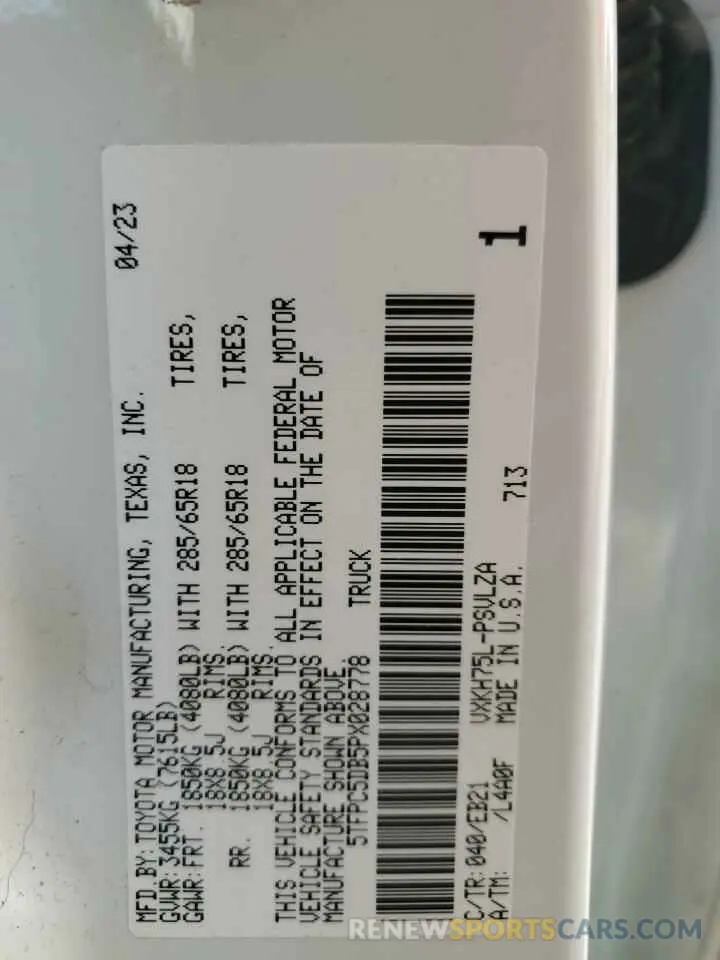 MFD BY: TOYOTA MOTOR MANUFACTURING, TEXAS, INC. 04/23
GVWR: 3455KG (7615LB)
GAWR: FRT. 1850KG (4080LB) WITH 285/65R18 TIRES,
18X8.5J RIMS.
RR. 1850KG (4080LB) WITH 285/65R18 TIRES,
18X8.5J RIMS.
THIS VEHICLE CONFORMS TO ALL APPLICABLE FEDERAL MOTOR
VEHICLE SAFETY STANDARDS IN EFFECT ON THE DATE OF
MANUFACTURE SHOWN ABOVE.
5TFPC5DB5PX028778 TRUCK
C/TR: 040/EB21 VXKH75L-PSVLZA
A/TM: /L4A0F MADE IN U.S.A. 713
1
RENEWSPORTSCARS.COM